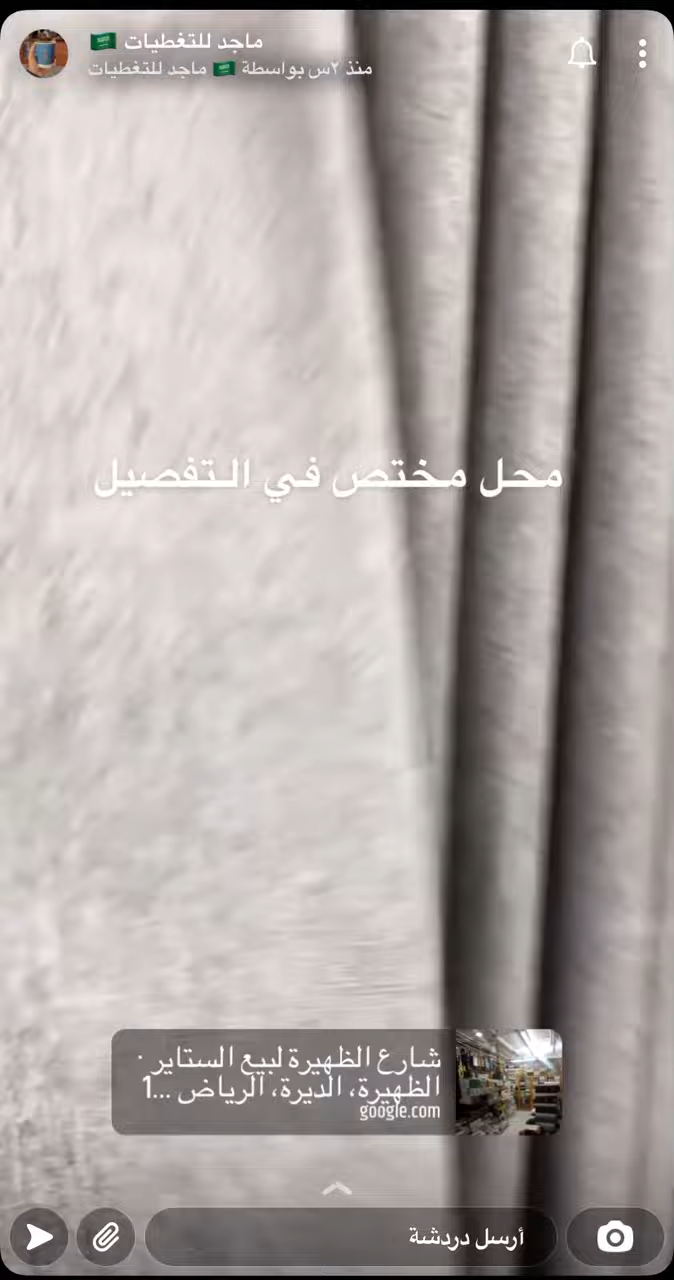 ماجد للتغطيات 🇸🇦
منذ ٢س بواسطة 🇸🇦 ماجد للتغطيات
محل مختص في التفصيل
شارع الظهيرة لبيع الستاير ·
الظهيرة، الديرة، الرياض ...1
google.com
أرسل دردشة